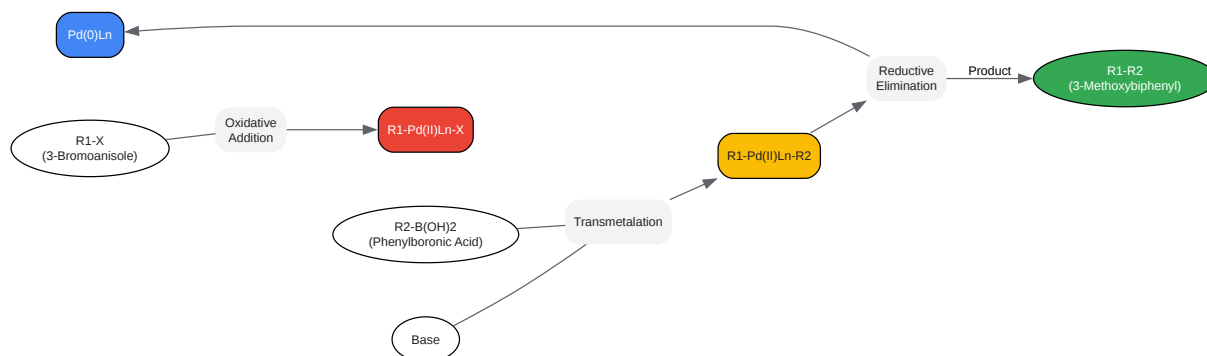 Pd(0)Ln
Reductive
Elimination
Product
R1-R2
(3-Methoxybiphenyl)
Oxidative
Addition
R1-Pd(II)Ln-X
R1-X
(3-Bromoanisole)
R1-Pd(II)Ln-R2
R2-B(OH)2
(Phenylboronic Acid)
Transmetalation
Base